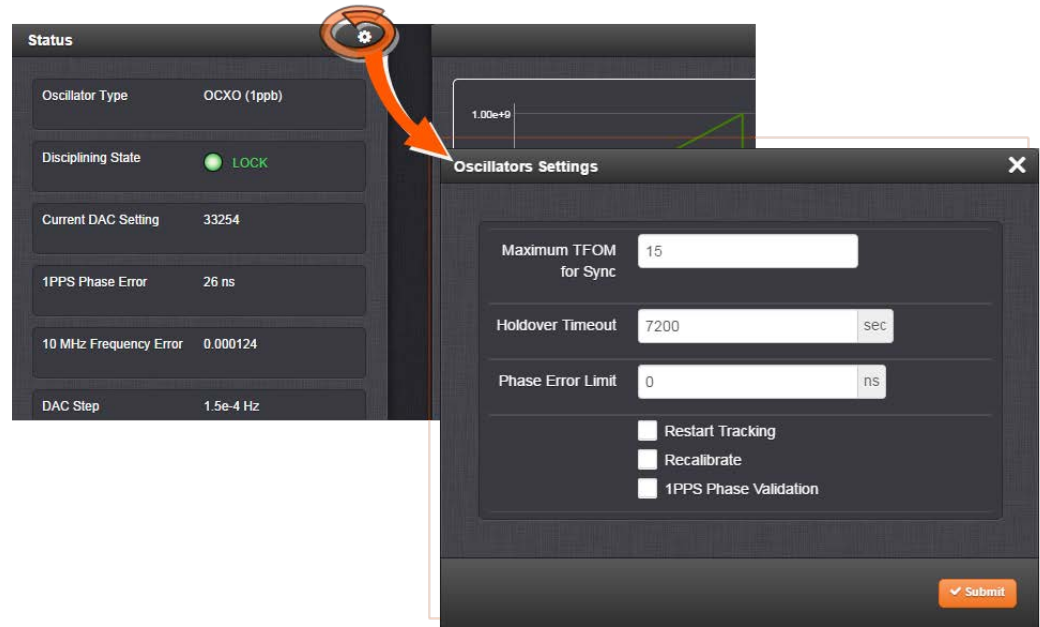 Status
Oscillator Type OCXO (1ppb)
Disciplining State LOCK
Current DAC Setting 33254
1PPS Phase Error 26 ns
10 MHz Frequency Error 0.000124
DAC Step 1.5e-4 Hz
1.00e+9
Oscillators Settings
Maximum TFOM 15
for Sync
Holdover Timeout 7200 sec
Phase Error Limit 0 ns
Restart Tracking
Recalibrate
1PPS Phase Validation
Submit